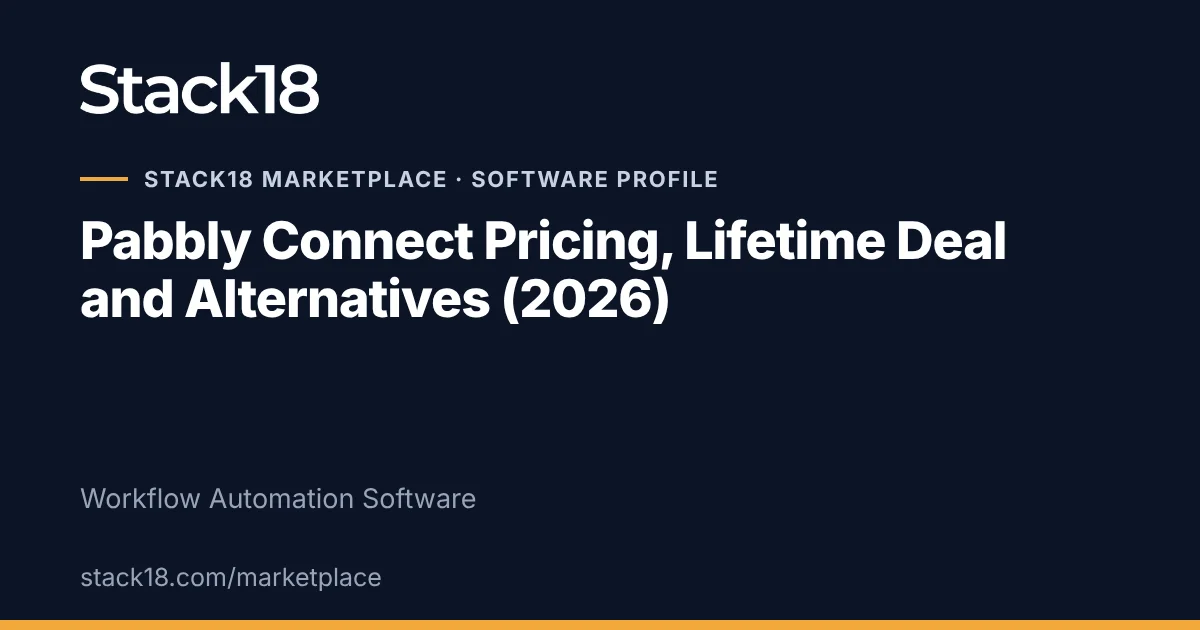 Stack18
STACK18 MARKETPLACE · SOFTWARE PROFILE
Pabbly Connect Pricing, Lifetime Deal
and Alternatives (2026)
Workflow Automation Software
stack18.com/marketplace